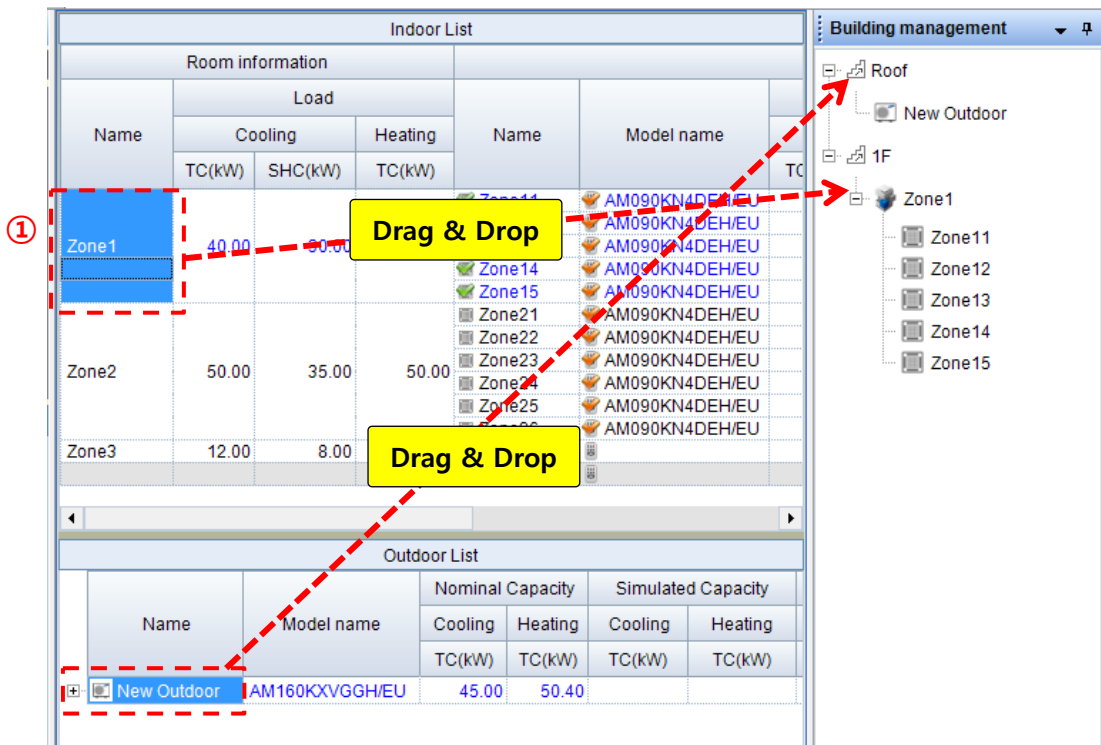 Indoor List
Room information
Name
Load
Cooling
Heating
TC(kW)
SHC(kW)
TC(kW)
Name
Model name
①
Zone1
40.00
Zone11
AM090KN4DEH/EU
AM090KN4DEH/EU
AM090KN4DEH/EU
Zone14
AM090KN4DEH/EU
Zone15
AM090KN4DEH/EU
Drag & Drop
Zone2
50.00
35.00
50.00
Zone21
AM090KN4DEH/EU
Zone22
AM090KN4DEH/EU
Zone23
AM090KN4DEH/EU
Zone24
AM090KN4DEH/EU
Zone25
AM090KN4DEH/EU
AM090KN4DEH/EU
Zone3
12.00
8.00
Drag & Drop
Outdoor List
Name
Model name
Nominal Capacity
Simulated Capacity
Cooling
Heating
Cooling
Heating
TC(kW)
TC(kW)
TC(kW)
TC(kW)
New Outdoor
AM160KXVGGH/EU
45.00
50.40
Building management
Roof
New Outdoor
1F
Zone1
Zone11
Zone12
Zone13
Zone14
Zone15